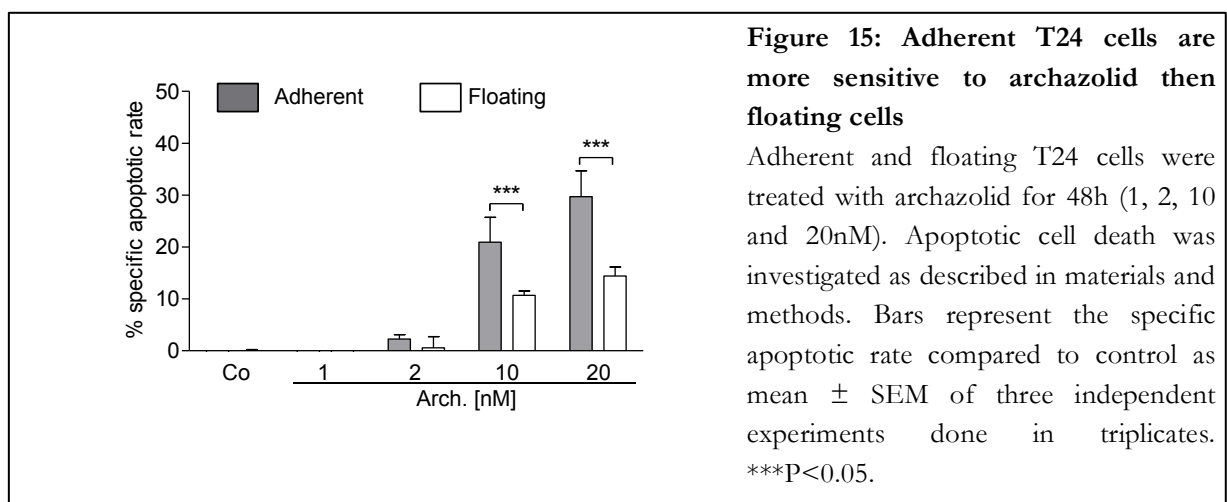 50
40
30
20
10
0
% specific apoptotic rate
Adherent Floating
*** ***
Co 1 2 10 20
Arch. [nM]
Figure 15: Adherent T24 cells are
more sensitive to archazolid then
floating cells
Adherent and floating T24 cells were
treated with archazolid for 48h (1, 2, 10
and 20nM). Apoptotic cell death was
investigated as described in materials and
methods. Bars represent the specific
apoptotic rate compared to control as
mean ± SEM of three independent
experiments done in triplicates.
***P<0.05.